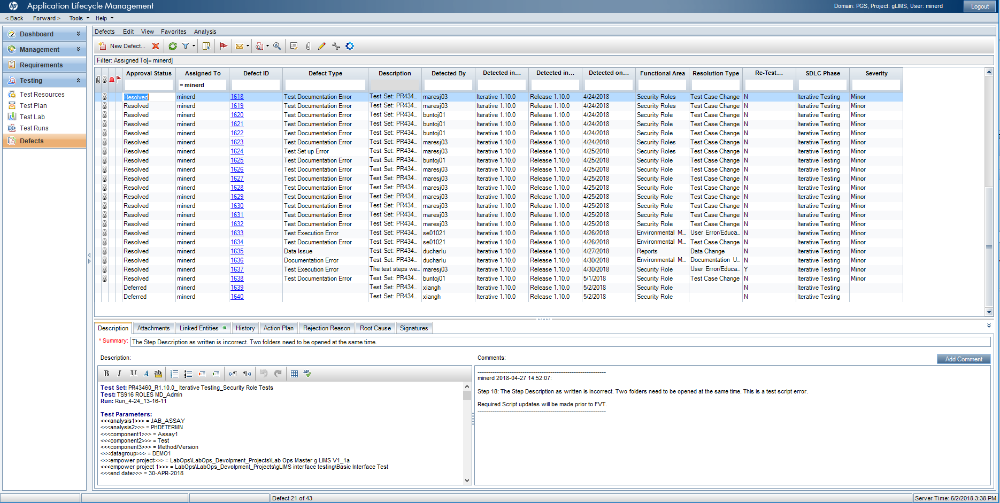 hp Application Lifecycle Management Domain: PGS, Project: gLIMS, User: minerd Logout
< Back Forward > Tools Help
Dashboard
Management
Requirements
Testing
Test Resources
Test Plan
Test Lab
Test Runs
Defects
Defects Edit View Favorites Analysis
New Defect...
Filter: Assigned To[= minerd]
Approval Status Assigned To Defect ID Defect Type Description Detected By Detected in... Detected in... Detected on... Functional Area Resolution Type Re-Test... SDLC Phase Severity
= minerd
Resolved minerd 1618 Test Documentation Error Test Set: PR434... maresj03 Iterative 1.10.0 Release 1.10.0 4/24/2018 Security Roles Test Case Change N Iterative Testing Minor
Resolved minerd 1619 Test Documentation Error Test Set: PR434... maresj03 Iterative 1.10.0 Release 1.10.0 4/24/2018 Security Roles Test Case Change N Iterative Testing Minor
Resolved minerd 1620 Test Documentation Error Test Set: PR434... buntoj01 Iterative 1.10.0 Release 1.10.0 4/24/2018 Security Role Test Case Change N Iterative Testing Minor
Resolved minerd 1621 Test Documentation Error Test Set: PR434... buntoj01 Iterative 1.10.0 Release 1.10.0 4/24/2018 Security Role Test Case Change N Iterative Testing Minor
Resolved minerd 1622 Test Documentation Error Test Set: PR434... buntoj01 Iterative 1.10.0 Release 1.10.0 4/24/2018 Security Role Test Case Change N Iterative Testing Minor
Resolved minerd 1623 Test Documentation Error Test Set: PR434... maresj03 Iterative 1.10.0 Release 1.10.0 4/24/2018 Security Roles Test Case Change N Iterative Testing Minor
Resolved minerd 1624 Test Set up Error Test Set: PR434... maresj03 Iterative 1.10.0 Release 1.10.0 4/25/2018 Security Roles Test Case Change N Iterative Testing Minor
Resolved minerd 1625 Test Documentation Error Test Set: PR434... buntoj01 Iterative 1.10.0 Release 1.10.0 4/25/2018 Security Role Test Case Change N Iterative Testing Minor
Resolved minerd 1626 Test Documentation Error Test Set: PR434... maresj03 Iterative 1.10.0 Release 1.10.0 4/25/2018 Security Role Test Case Change N Iterative Testing Minor
Resolved minerd 1627 Test Documentation Error Test Set: PR434... maresj03 Iterative 1.10.0 Release 1.10.0 4/25/2018 Security Role Test Case Change N Iterative Testing Minor
Resolved minerd 1628 Test Documentation Error Test Set: PR434... maresj03 Iterative 1.10.0 Release 1.10.0 4/25/2018 Security Role Test Case Change N Iterative Testing Minor
Resolved minerd 1629 Test Documentation Error Test Set: PR434... maresj03 Iterative 1.10.0 Release 1.10.0 4/25/2018 Security Role Test Case Change N Iterative Testing Minor
Resolved minerd 1630 Test Documentation Error Test Set: PR434... maresj03 Iterative 1.10.0 Release 1.10.0 4/25/2018 Security Role Test Case Change N Iterative Testing Minor
Resolved minerd 1631 Test Documentation Error Test Set: PR434... maresj03 Iterative 1.10.0 Release 1.10.0 4/25/2018 Security Role Test Case Change N Iterative Testing Minor
Resolved minerd 1632 Test Documentation Error Test Set: PR434... maresj03 Iterative 1.10.0 Release 1.10.0 4/25/2018 Security Role Test Case Change N Iterative Testing Minor
Resolved minerd 1633 Test Execution Error Test Set: PR434... se01021 Iterative 1.10.0 Release 1.10.0 4/26/2018 Environmental M... User Error/Educa... N Iterative Testing Minor
Resolved minerd 1634 Test Documentation Error Test Set: PR434... se01021 Iterative 1.10.0 Release 1.10.0 4/26/2018 Environmental M... Test Case Change N Iterative Testing Minor
Resolved minerd 1635 Data Issue Test Set: PR434... ducharlu Iterative 1.10.0 Release 1.10.0 4/27/2018 Reports Data Change N Iterative Testing Minor
Resolved minerd 1636 Documentation Error Test Set: PR434... ducharlu Iterative 1.10.0 Release 1.10.0 4/30/2018 Environmental M... Documentation U... N Iterative Testing Minor
Resolved minerd 1637 Test Execution Error The test steps we... maresj03 Iterative 1.10.0 Release 1.10.0 4/30/2018 Security Role User Error/Educa... Y Iterative Testing Minor
Resolved minerd 1638 Test Documentation Error Test Set: PR434... buntoj01 Iterative 1.10.0 Release 1.10.0 5/1/2018 Security Role Test Case Change N Iterative Testing Minor
Deferred minerd 1639 Test Set: PR434... xiangh Iterative 1.10.0 Release 1.10.0 5/2/2018 Security Role N Iterative Testing
Deferred minerd 1640 Test Set: PR434... xiangh Iterative 1.10.0 Release 1.10.0 5/2/2018 Security Role N Iterative Testing
Description Attachments Linked Entities * History Action Plan Rejection Reason Root Cause Signatures
* Summary: The Step Description as written is incorrect. Two folders need to be opened at the same time.
Description:
B I U A ab
Test Set: PR43460_R1.10.0_ Iterative Testing_Security Role Tests
Test: TS916 ROLES MD_Admin
Run: Run_4-24_13-16-11
Test Parameters:
<<<analysis1>>> = JAB_ASSAY
<<<analysis2>>> = PHDETERMN
<<<component1>>> = Assay1
<<<component2>>> = Test
<<<component3>>> = Method/Version
<<<datagroup>>> = DEMO1
<<<empower project>>> = LabOps\LabOps_Devolpment_Projects\Lab Ops Master g LIMS V1_1a
<<<empower project 1>>> = LabOps\LabOps_Devolpment_Projects\gLIMS interface testing\Basic Interface Test
<<<end date>>> = 30-APR-2018
Comments: Add Comment
------------------------------------------------------------
minerd 2018-04-27 14:52:07:
Step 18: The Step Description as written is incorrect. Two folders need to be opened at the same time. This is a test script error.
Required Script updates will be made prior to FVT.
------------------------------------------------------------
Defect 21 of 43 Server Time: 5/2/2018 3:38 PM